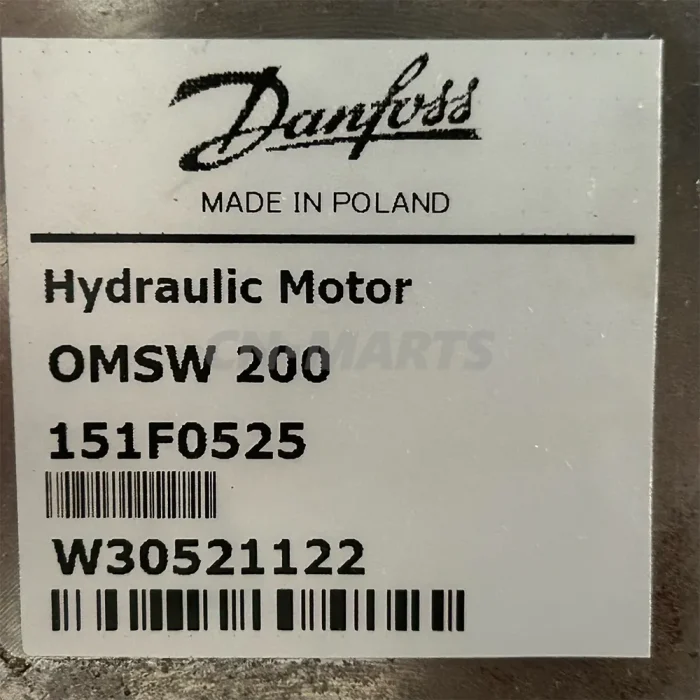 Danfoss
MADE IN POLAND
Hydraulic Motor
CN-MARTS
OMSW 200
151F0525
W30521122